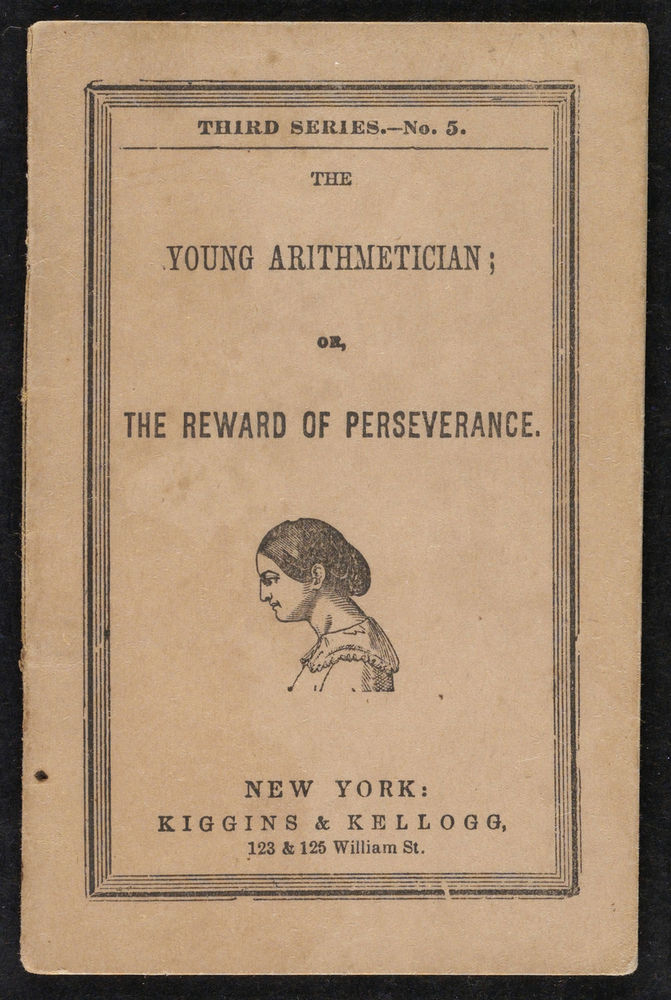 THIRD SERIES.—No. 5.
THE
YOUNG ARITHMETICIAN;
OR,
THE REWARD OF PERSEVERANCE.
NEW YORK:
KIGGINS & KELLOGG,
123 & 125 William St.